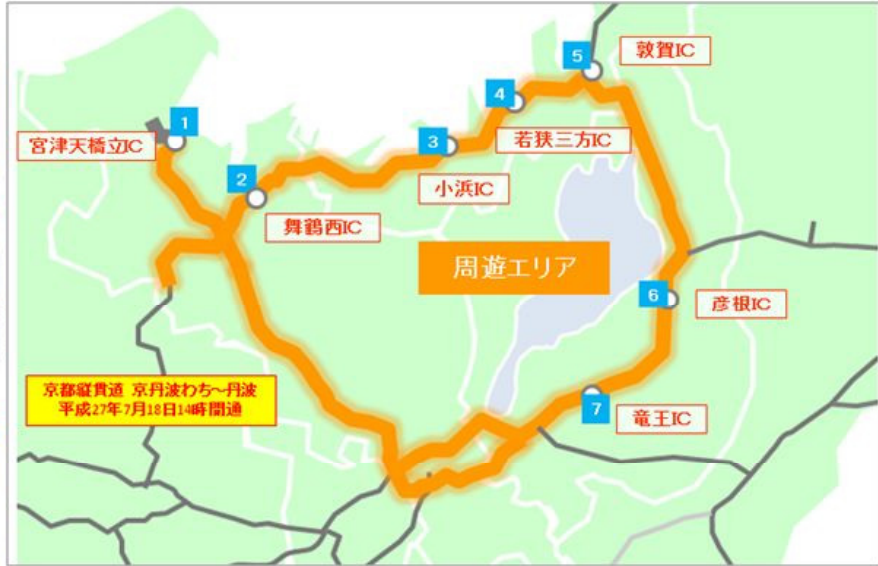 5
敦賀IC
4
1
3
若狭三方IC
宮津天橋立IC
2
小浜IC
舞鶴西IC
周遊エリア
6
彦根IC
京都縦貫道 京丹波わち~丹波
平成27年7月18日14時間通
7
竜王IC